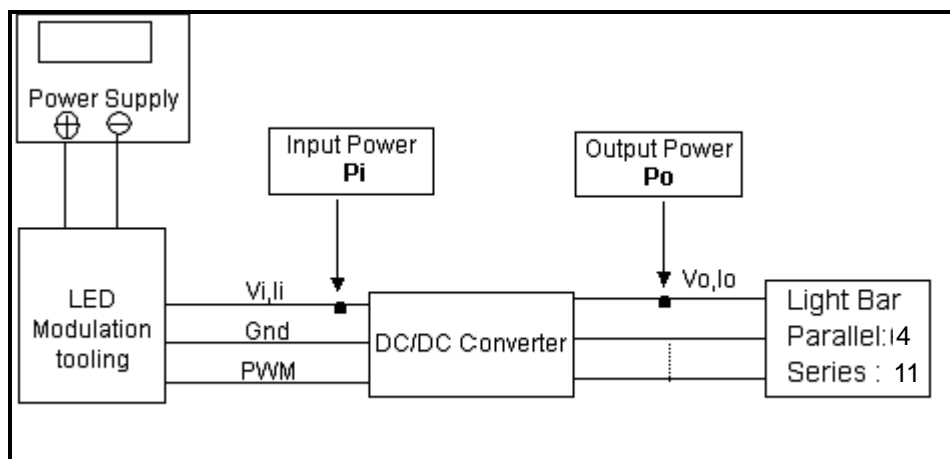 Power Supply
Input Power
Pi
Output Power
Po
LED
Modulation
tooling
Vi,Ii
Gnd
PWM
DC/DC Converter
Vo,Io
Light Bar
Parallel: 4
Series : 11